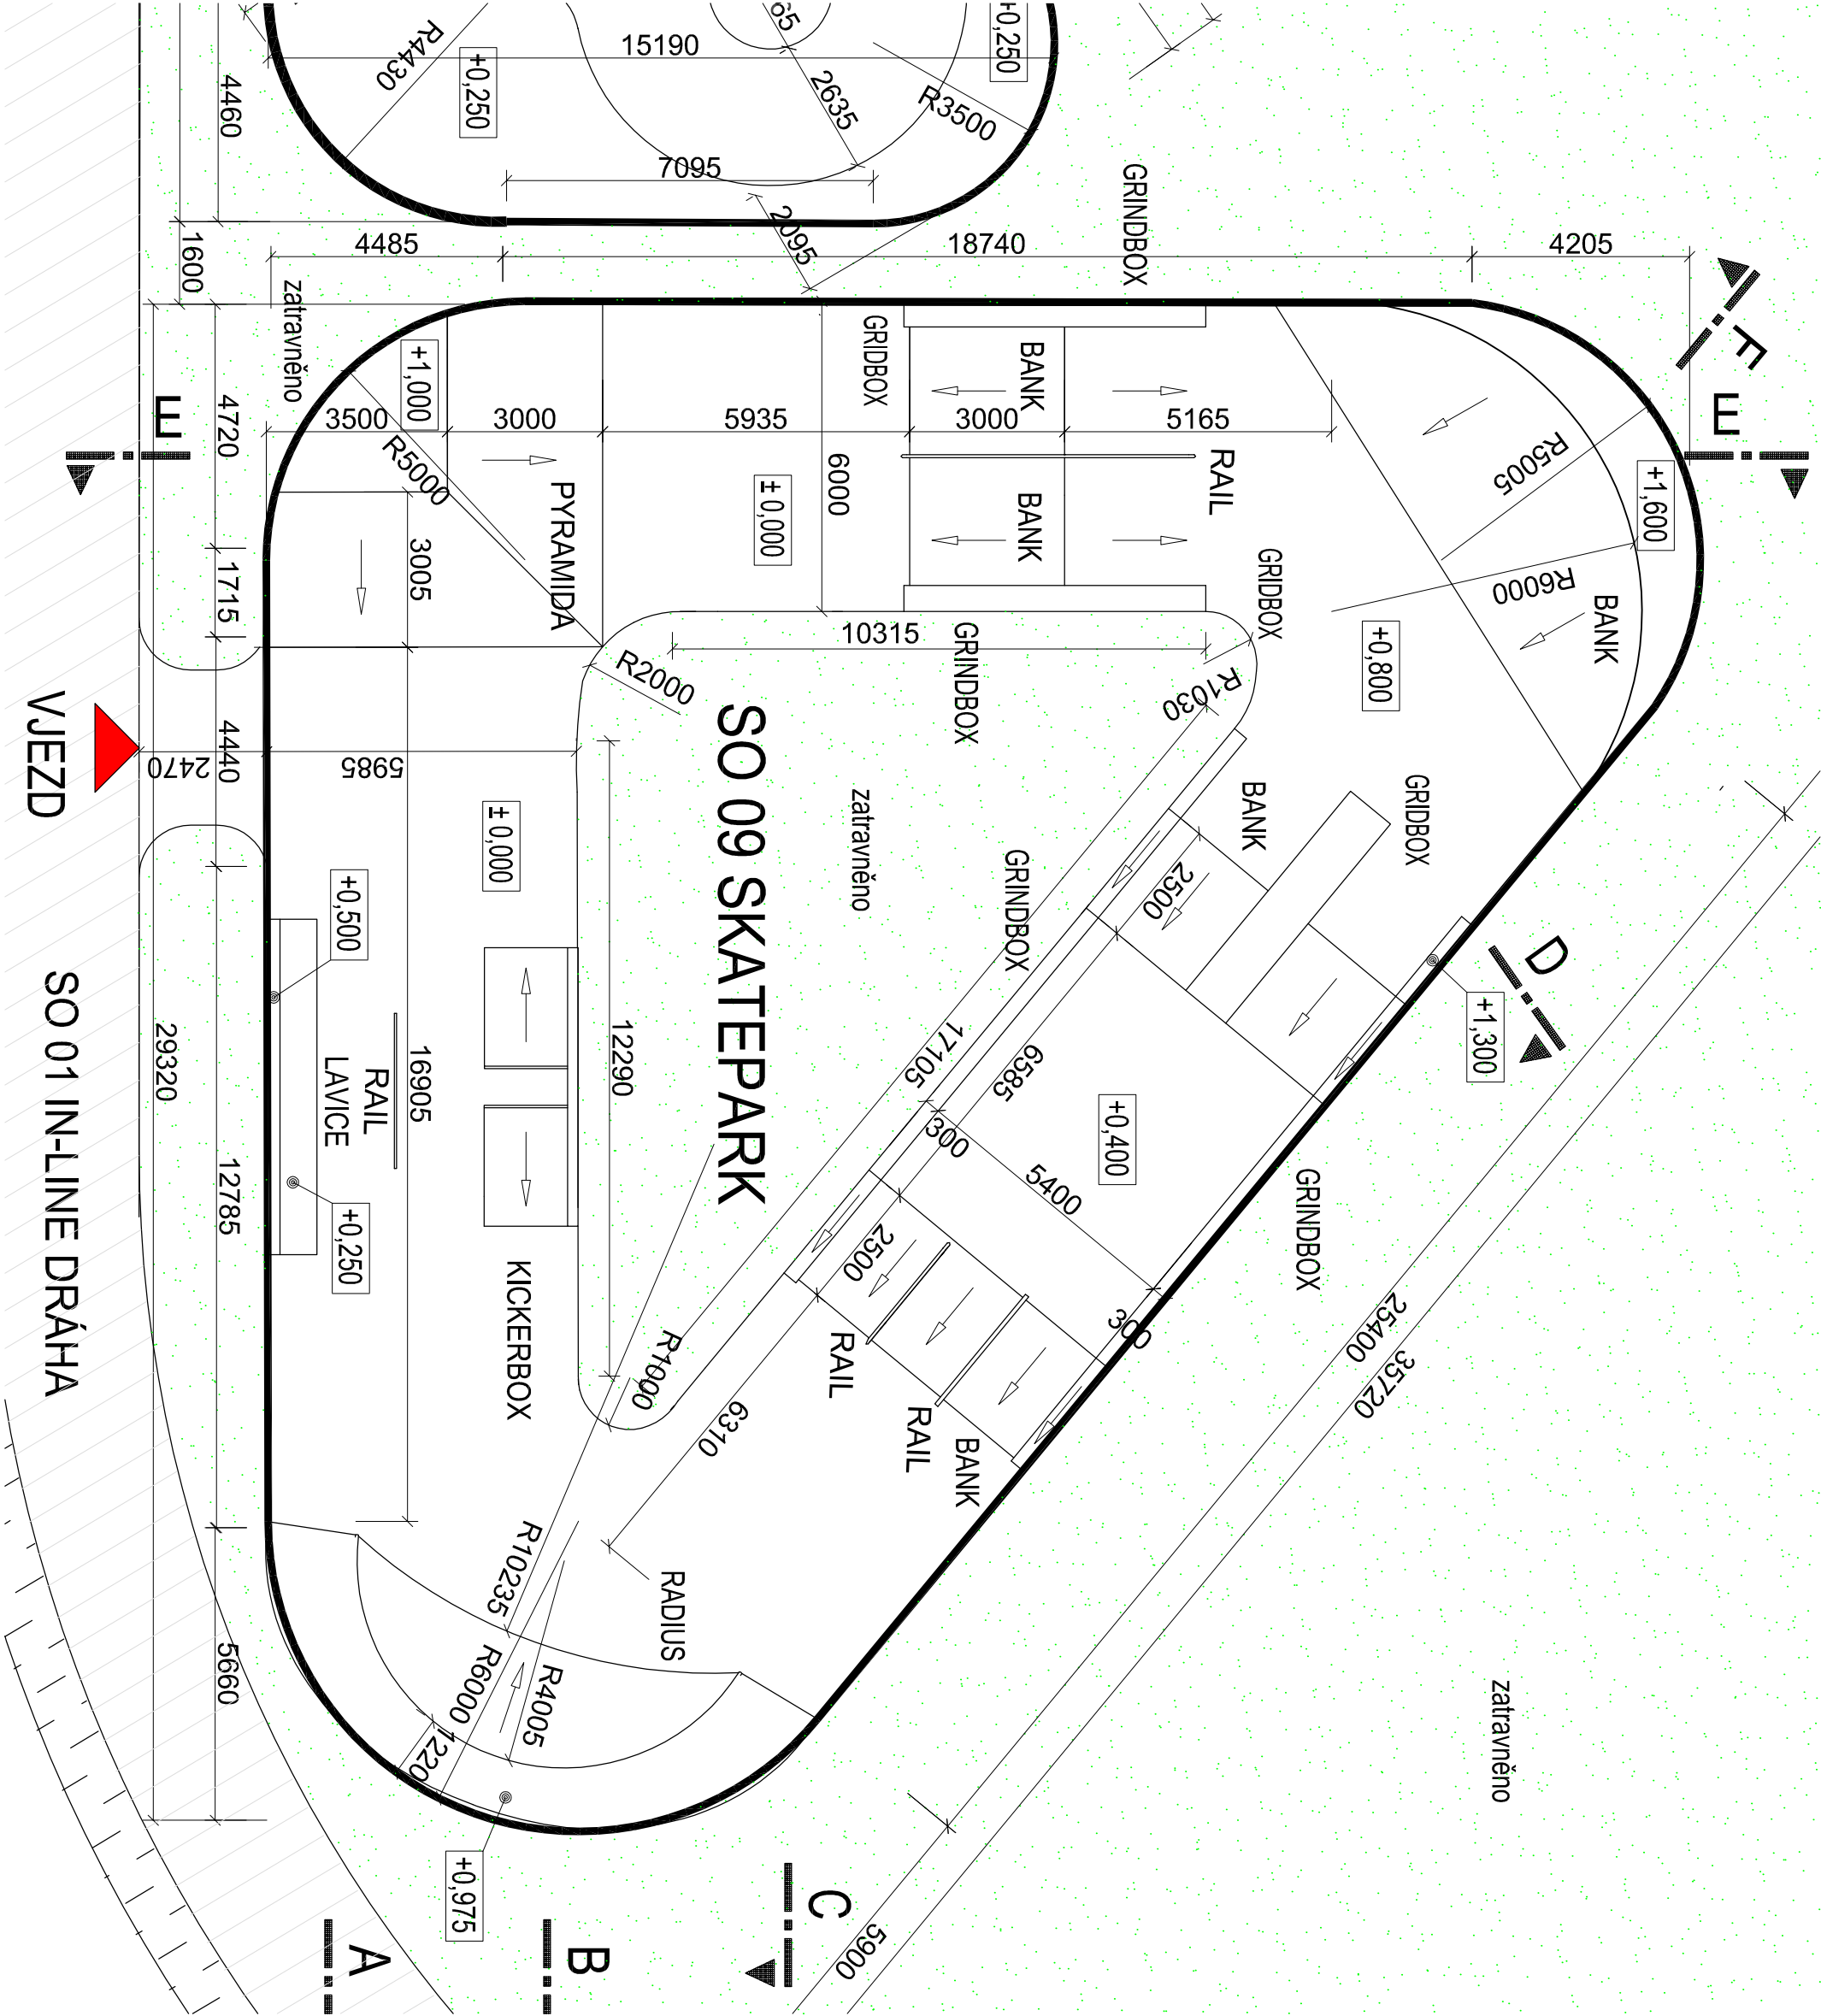 R4430
15190
65
+0,250
4460
+0,250
2635
R3500
7095
2095
GRINDBOX
1600
4485
18740
4205
zatravněno
F
E
E
4720
+1,000
3500
R5000
3000
5935
GRIDBOX
BANK
3000
5165
R5005
+1,600
6000
RAIL
± 0,000
BANK
PYRAMIDA
3005
1715
GRIDBOX
R6000
BANK
10315
GRINDBOX
+0,800
R2000
R1030
VJEZD
2470
4440
5985
SO 09 SKATEPARK
± 0,000
zatravněno
BANK
GRIDBOX
GRINDBOX
2500
+0,500
D
+1,300
SO 01 IN-LINE DRÁHA
29320
12785
RAIL
LAVICE
16905
12290
17105
6585
300
+0,400
5400
GRINDBOX
+0,250
2500
KICKERBOX
300
25400
35720
R1000
RAIL
RAIL
BANK
6310
R10235
RADIUS
5660
R6000
R4005
1220
zatravněno
+0,975
C
5900
A
B